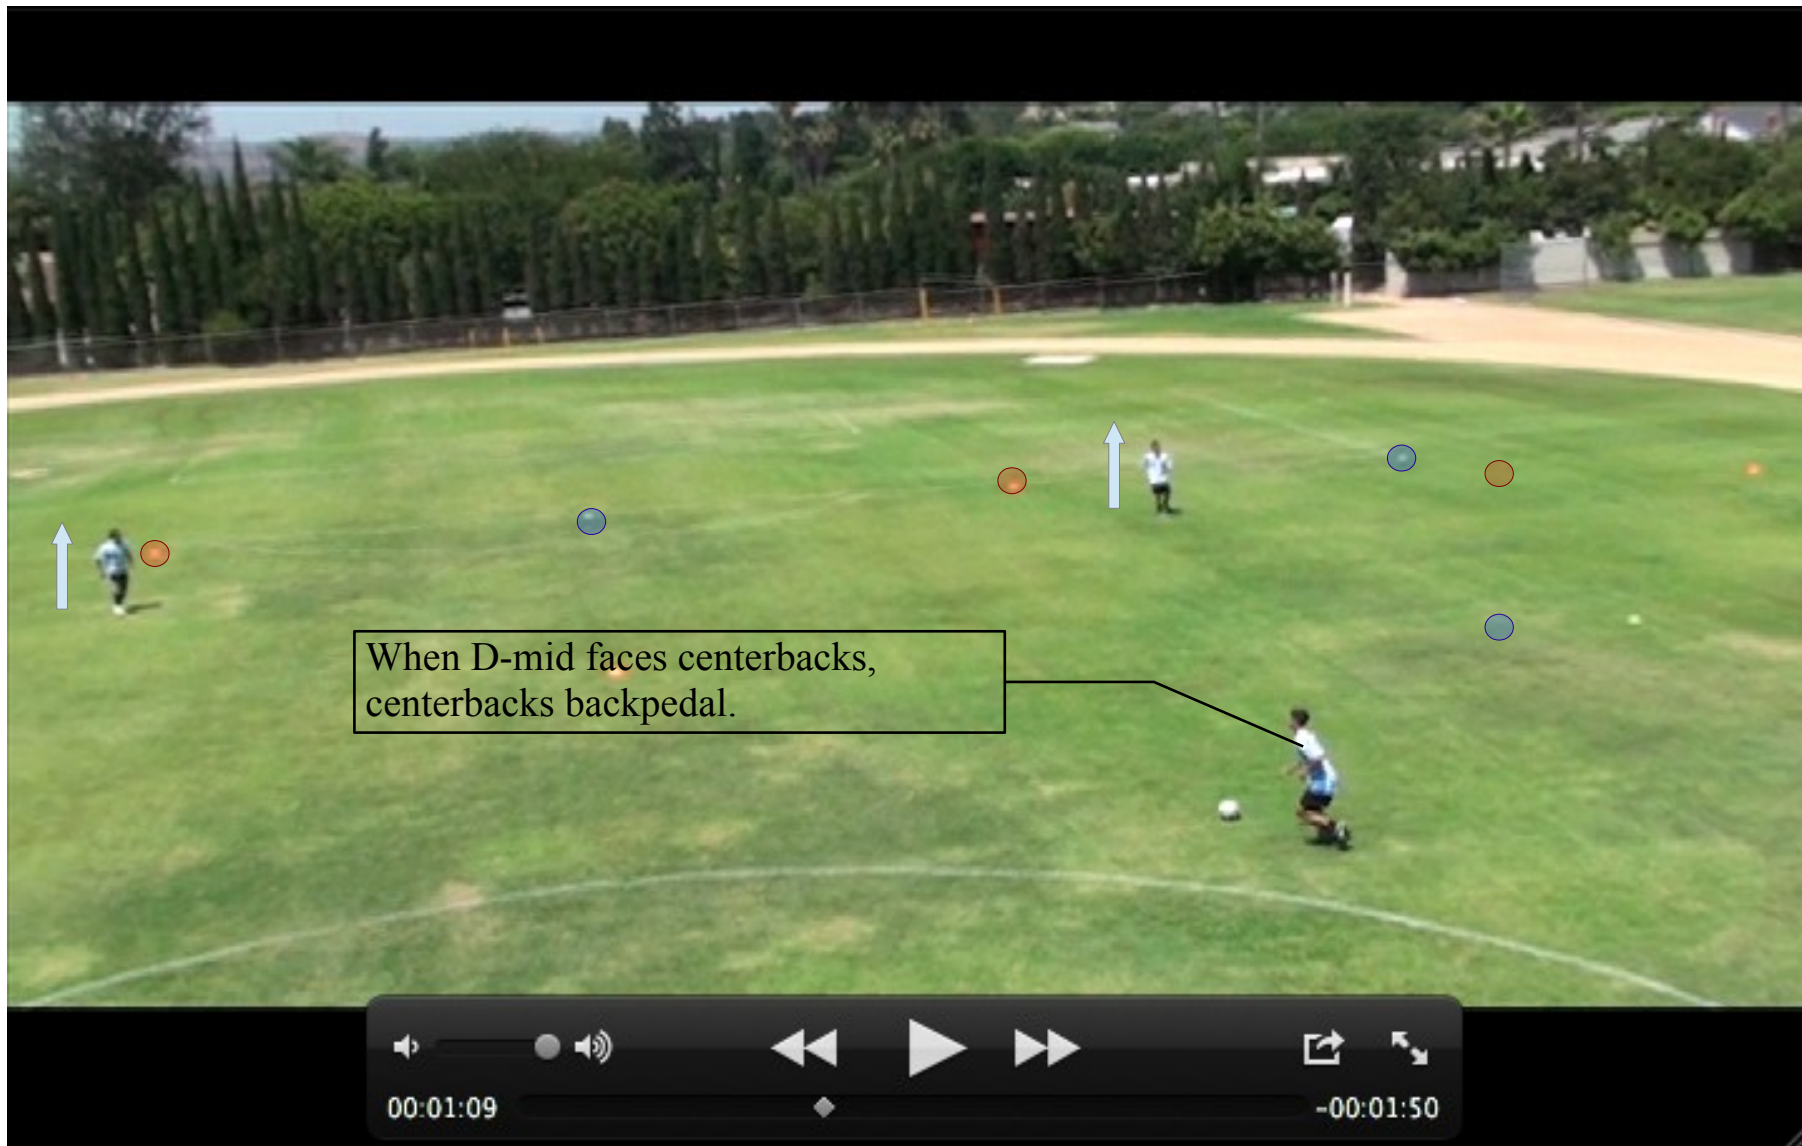 When D-mid faces centerbacks,
centerbacks backpedal.
00:01:09
-00:01:50